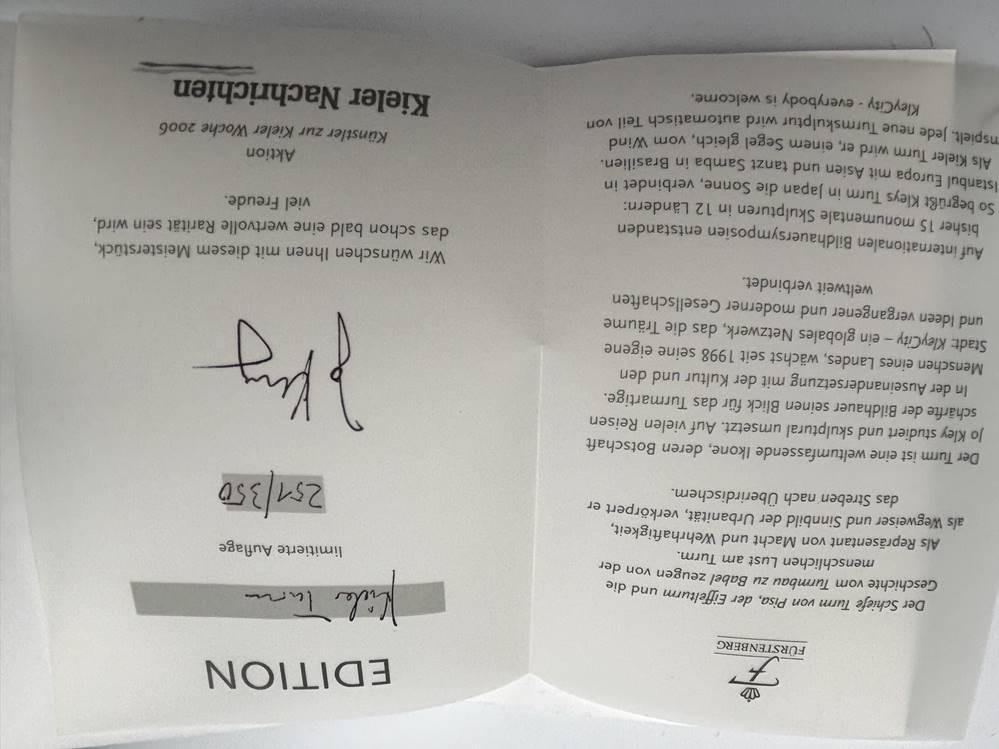 FÜRSTENBERG
Der Schiefe Turm von Pisa, der Eiffelturm und die
Geschichte vom Turmbau zu Babel zeugen von der
menschlichen Lust am Turm.
Als Repräsentant von Macht und Wehrhaftigkeit,
als Wegweiser und Sinnbild der Urbanität, verkörpert er
das Streben nach Überirdischem.
Der Turm ist eine weltumfassende Ikone, deren Botschaft
Jo Kley studiert und skulptural umsetzt. Auf vielen Reisen
schärfte der Bildhauer seinen Blick für das Turmartige.
In der Auseinandersetzung mit der Kultur und den
Menschen eines Landes, wächst seit 1998 seine eigene
Stadt: KleyCity – ein globales Netzwerk, das die Träume
und Ideen vergangener und moderner Gesellschaften
weltweit verbindet.
Auf internationalen Bildhauersymposien entstanden
bisher 15 monumentale Skulpturen in 12 Ländern:
So begrüßt Kleys Turm in Japan die Sonne, verbindet in
Istanbul Europa mit Asien und tanzt Samba in Brasilien.
Als Kieler Turm wird er, einem Segel gleich, vom Wind
mspielt. Jede neue Turmskulptur wird automatisch Teil von
KleyCity - everybody is welcome.
EDITION
Kieler Turm
limitierte Auflage
251/350
Jo Kley
Wir wünschen Ihnen mit diesem Meisterstück,
das schon bald eine wertvolle Rarität sein wird,
viel Freude.
Aktion
Künstler zur Kieler Woche 2006
Kieler Nachrichten